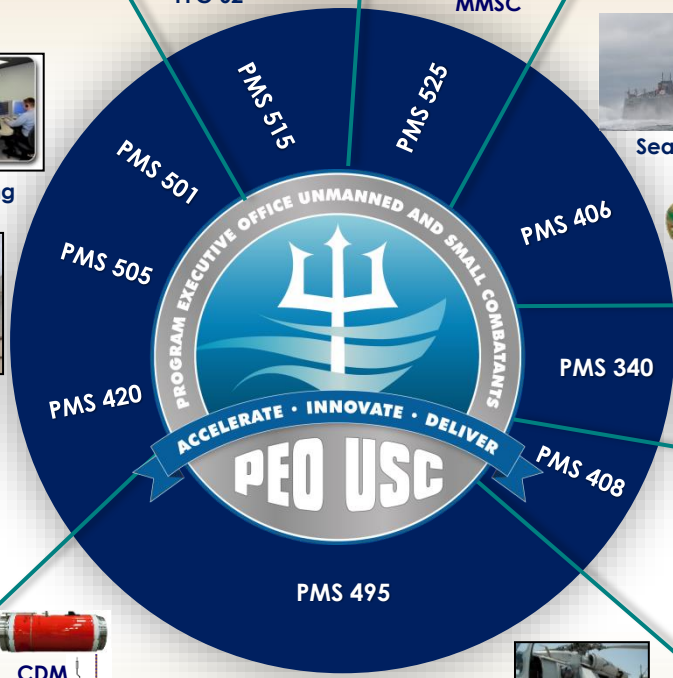 MMSC
PMS 515
PMS 525
PMS 501
PMS 406
PMS 505
PMS 340
PMS 420
PMS 408
PMS 495
PROGRAM EXECUTIVE OFFICE UNMANNED AND SMALL COMBATANTS
ACCELERATE · INNOVATE · DELIVER
PEO USC
Sea
g
CDM